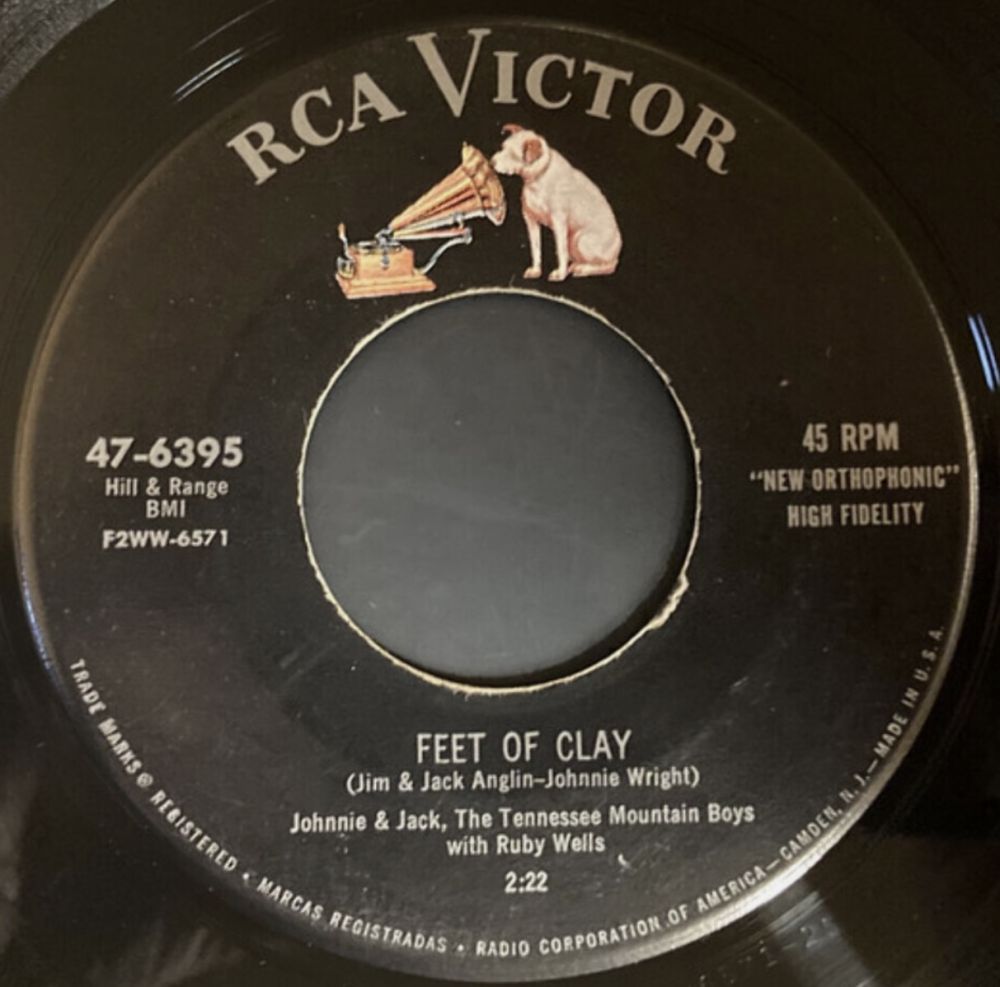 RCA VICTOR
47-6395
Hill & Range
BMI
F2WW-6571
45 RPM
“NEW ORTHOPHONIC”
HIGH FIDELITY
FEET OF CLAY
(Jim & Jack Anglin–Johnnie Wright)
Johnnie & Jack, The Tennessee Mountain Boys
with Ruby Wells
2:22
TRADE MARKS ® REGISTERED • MARCAS REGISTRADAS • RADIO CORPORATION OF AMERICA—CAMDEN, N. J.—MADE IN U. S. A.